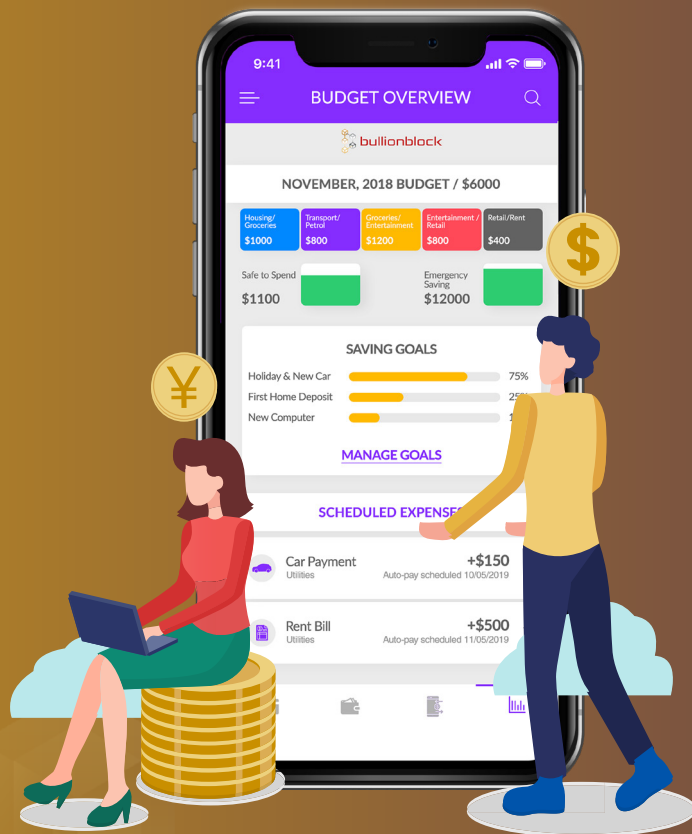 9:41
BUDGET OVERVIEW
bullionblock
NOVEMBER, 2018 BUDGET / $6000
Housing/ Transport/ Groceries/ Entertainment / Retail/Rent
Groceries Petrol Entertainment Retail
$1000 $800 $1200 $800 $400
Safe to Spend
$1100
Emergency
Saving
$12000
$
¥
SAVING GOALS
Holiday & New Car 75%
First Home Deposit 25%
New Computer
MANAGE GOALS
SCHEDULED EXPENSES
Car Payment +$150
Utilities Auto-pay scheduled 10/05/2019
Rent Bill +$500
Utilities Auto-pay scheduled 11/05/2019